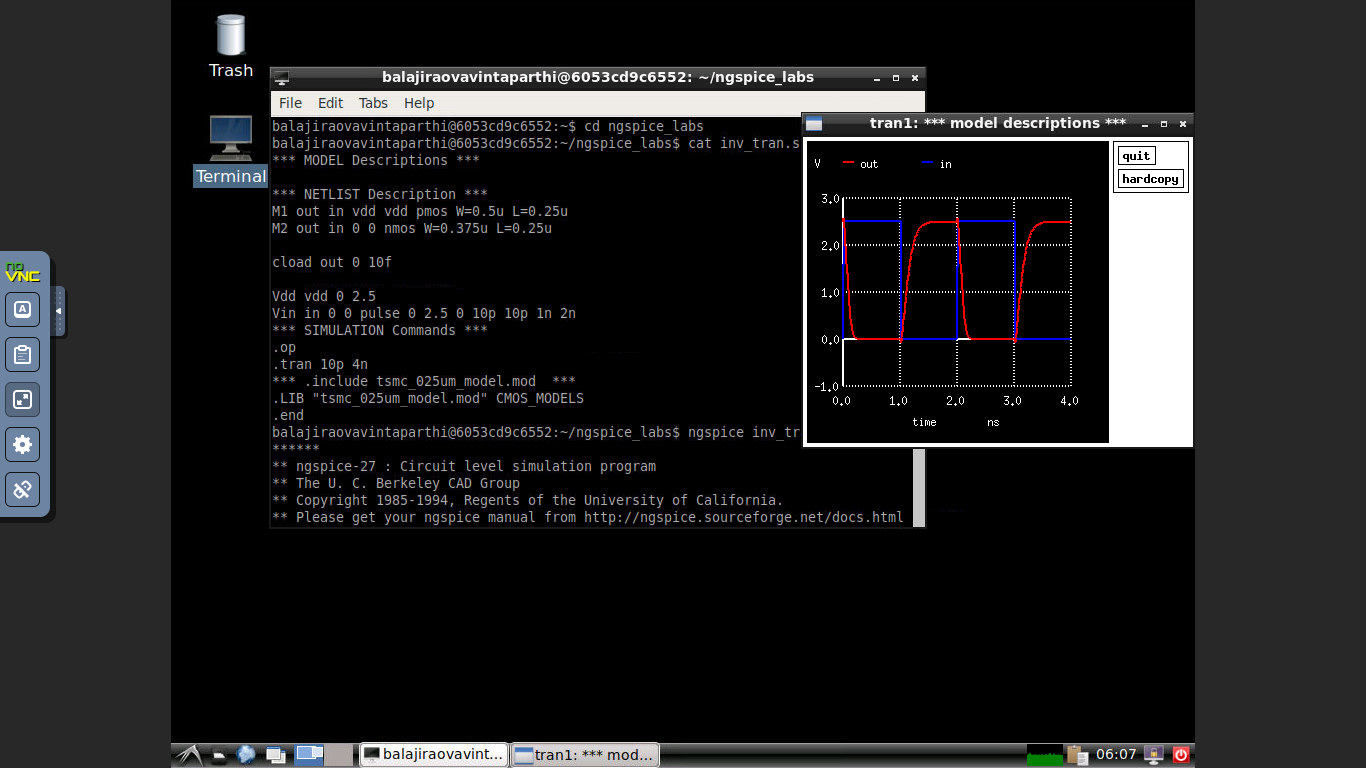 Trash
Terminal
no
VNC
A
balajiraovavintaparthi@6053cd9c6552: ~/ngspice_labs
File Edit Tabs Help
balajiraovavintaparthi@6053cd9c6552:~$ cd ngspice_labs
balajiraovavintaparthi@6053cd9c6552:~/ngspice_labs$ cat inv_tran.s
*** MODEL Descriptions ***
*** NETLIST Description ***
M1 out in vdd vdd pmos W=0.5u L=0.25u
M2 out in 0 0 nmos W=0.375u L=0.25u
cload out 0 10f
Vdd vdd 0 2.5
Vin in 0 0 pulse 0 2.5 0 10p 10p 1n 2n
*** SIMULATION Commands ***
.op
.tran 10p 4n
*** .include tsmc_025um_model.mod  ***
.LIB "tsmc_025um_model.mod" CMOS_MODELS
.end
balajiraovavintaparthi@6053cd9c6552:~/ngspice_labs$ ngspice inv_tr
******
** ngspice-27 : Circuit level simulation program
** The U. C. Berkeley CAD Group
** Copyright 1985-1994, Regents of the University of California.
** Please get your ngspice manual from http://ngspice.sourceforge.net/docs.html
tran1: *** model descriptions ***
quit
hardcopy
V out in
3.0
2.0
1.0
0.0
-1.0
0.0 1.0 2.0 3.0 4.0
time ns
balajiraovavint...
tran1: *** mod...
06:07